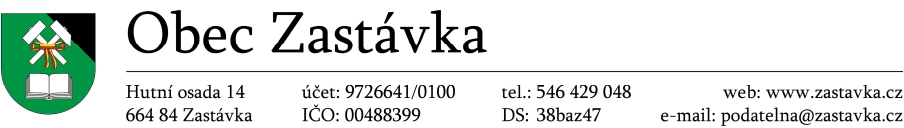 Obec Zastávka
Hutní osada 14 účet: 9726641/0100 tel.: 546 429 048 web: www.zastavka.cz
664 84 Zastávka IČO: 00488399 DS: 38baz47 e-mail: podatelna@zastavka.cz